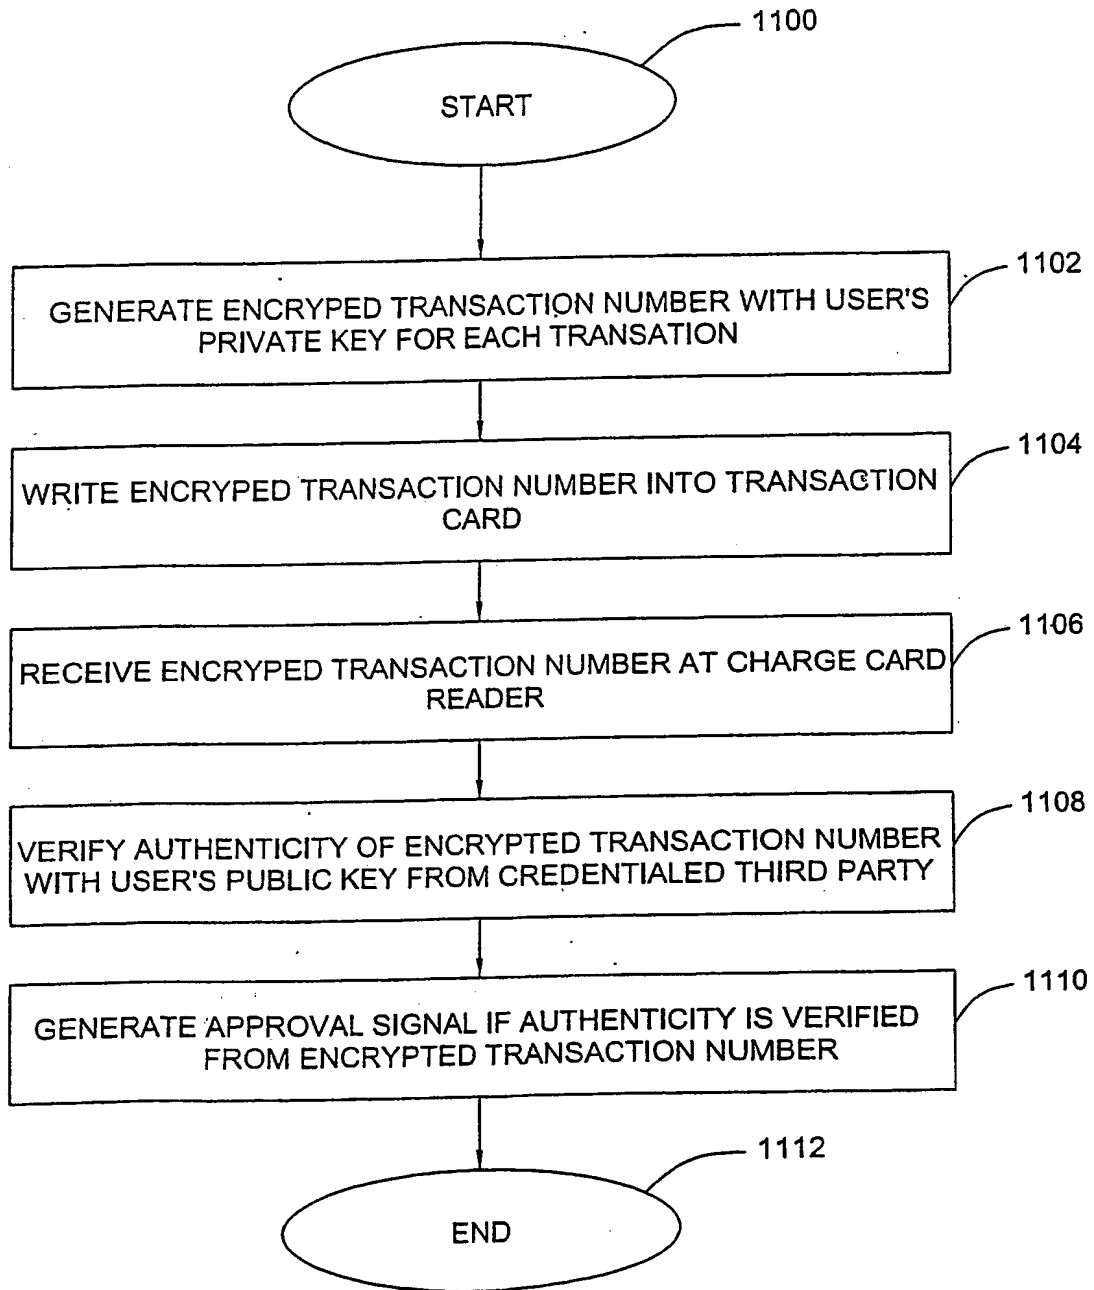 1100
START
1102
GENERATE ENCRYPED TRANSACTION NUMBER WITH USER'S
PRIVATE KEY FOR EACH TRANSATION
1104
WRITE ENCRYPED TRANSACTION NUMBER INTO TRANSACTION
CARD
1106
RECEIVE ENCRYPED TRANSACTION NUMBER AT CHARGE CARD
READER
1108
VERIFY AUTHENTICITY OF ENCRYPTED TRANSACTION NUMBER
WITH USER'S PUBLIC KEY FROM CREDENTIALED THIRD PARTY
1110
GENERATE APPROVAL SIGNAL IF AUTHENTICITY IS VERIFIED
FROM ENCRYPTED TRANSACTION NUMBER
1112
END